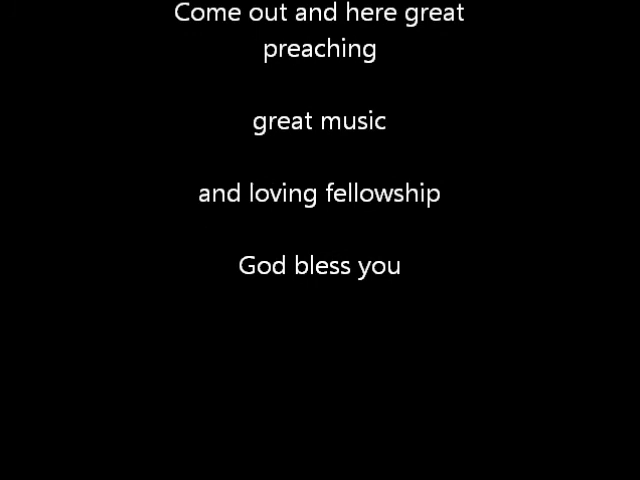 Come out and here great
preaching
great music
and loving fellowship
God bless you